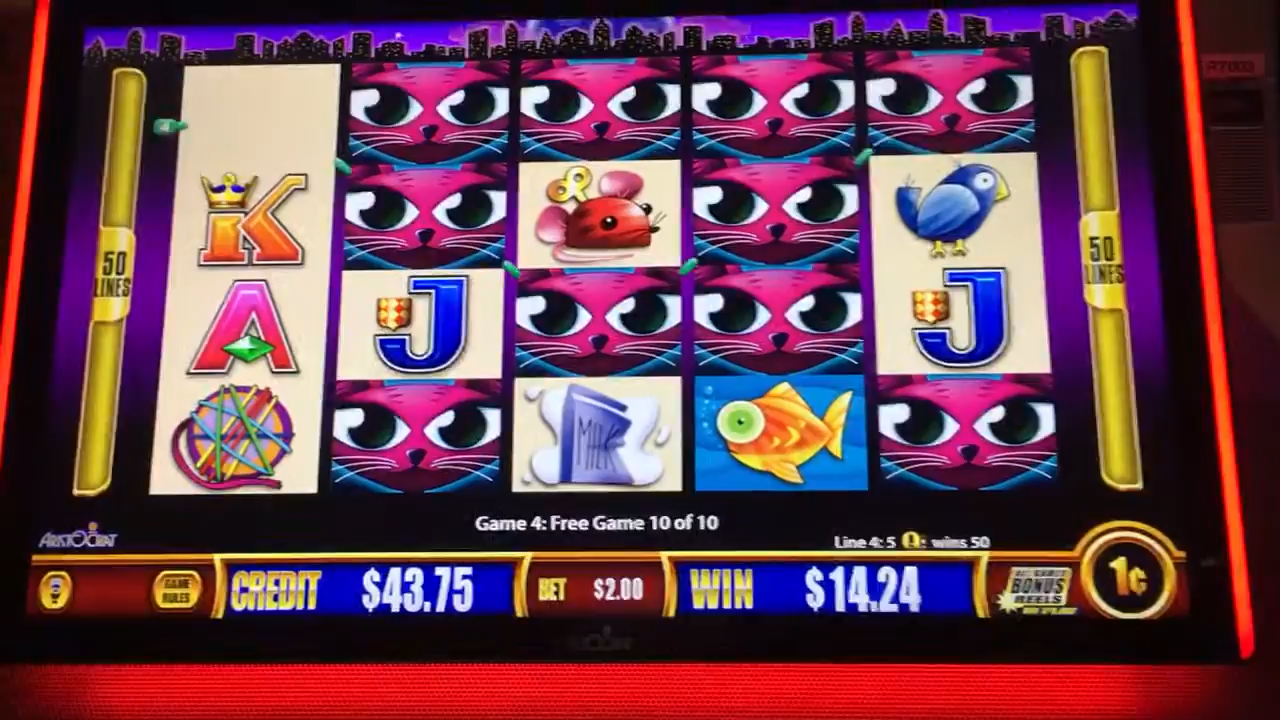 R7003
K
50
LINES
50
LINES
A
J
J
MILK
Game 4: Free Game 10 of 10
ARISTOCRAT
Line 4: 5 : wins 50
GAME
RULES
CREDIT $43.75
BET $2.00
WIN $14.24
BONUS
REELS
1¢